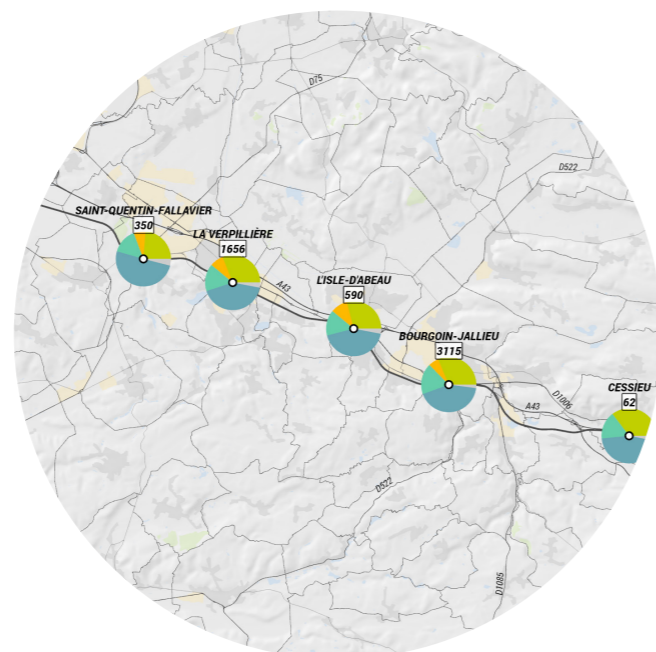 D75
D522
SAINT-QUENTIN-FALLAVIER
350
LA VERPILLIÈRE
1656
A43
L'ISLE-D'ABEAU
590
BOURGOIN-JALLIEU
3115
CESSIEU
62
D1006
A43
D522
D1085